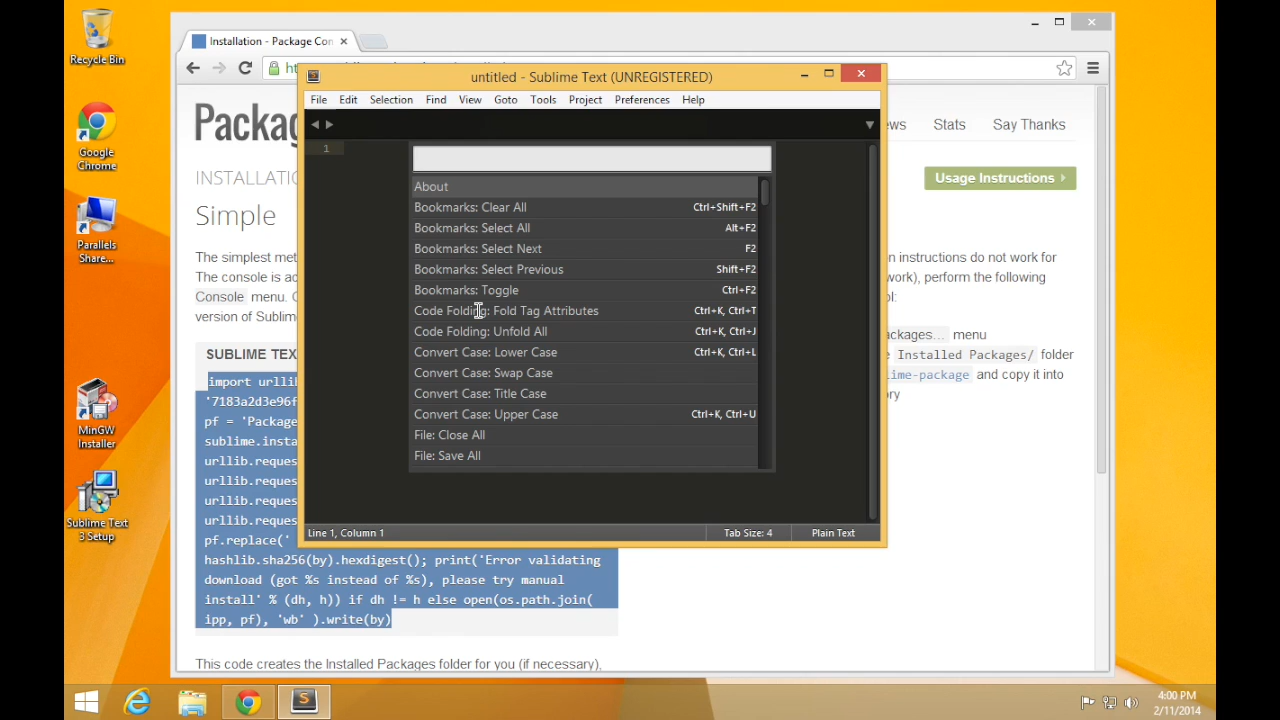 Recycle Bin
Google Chrome
Parallels Share...
MinGW Installer
Sublime Text 3 Setup
Installation - Package Con
Packag
ews
Stats
Say Thanks
INSTALLATIO
Usage Instructions
Simple
The simplest met
The console is ac
Console menu. C
version of Sublim
n instructions do not work for
work), perform the following
ol:
ackages... menu
e Installed Packages/ folder
ime-package and copy it into
ory
SUBLIME TEX
import urlli
'7183a2d3e96f
pf = 'Package
sublime.insta
urllib.reques
urllib.reques
urllib.reques
urllib.reques
pf.replace(' '
hashlib.sha256(by).hexdigest(); print('Error validating
download (got %s instead of %s), please try manual
install' % (dh, h)) if dh != h else open(os.path.join(
ipp, pf), 'wb' ).write(by)
This code creates the Installed Packages folder for you (if necessary),
untitled - Sublime Text (UNREGISTERED)
File Edit Selection Find View Goto Tools Project Preferences Help
1
About
Bookmarks: Clear All Ctrl+Shift+F2
Bookmarks: Select All Alt+F2
Bookmarks: Select Next F2
Bookmarks: Select Previous Shift+F2
Bookmarks: Toggle Ctrl+F2
Code Folding: Fold Tag Attributes Ctrl+K, Ctrl+T
Code Folding: Unfold All Ctrl+K, Ctrl+J
Convert Case: Lower Case Ctrl+K, Ctrl+L
Convert Case: Swap Case
Convert Case: Title Case
Convert Case: Upper Case Ctrl+K, Ctrl+U
File: Close All
File: Save All
Line 1, Column 1
Tab Size: 4
Plain Text
4:00 PM
2/11/2014